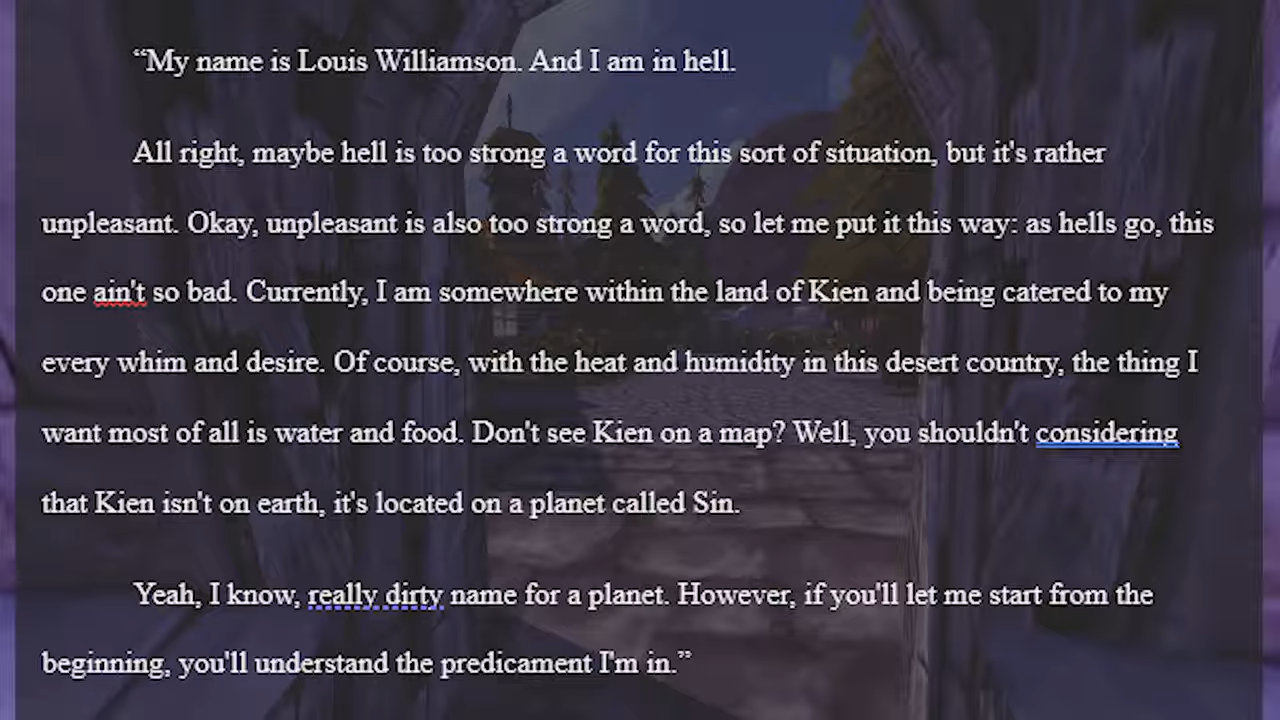 “My name is Louis Williamson. And I am in hell.
All right, maybe hell is too strong a word for this sort of situation, but it's rather
unpleasant. Okay, unpleasant is also too strong a word, so let me put it this way: as hells go, this
one ain't so bad. Currently, I am somewhere within the land of Kien and being catered to my
every whim and desire. Of course, with the heat and humidity in this desert country, the thing I
want most of all is water and food. Don't see Kien on a map? Well, you shouldn't considering
that Kien isn't on earth, it's located on a planet called Sin.
Yeah, I know, really dirty name for a planet. However, if you'll let me start from the
beginning, you'll understand the predicament I'm in.”